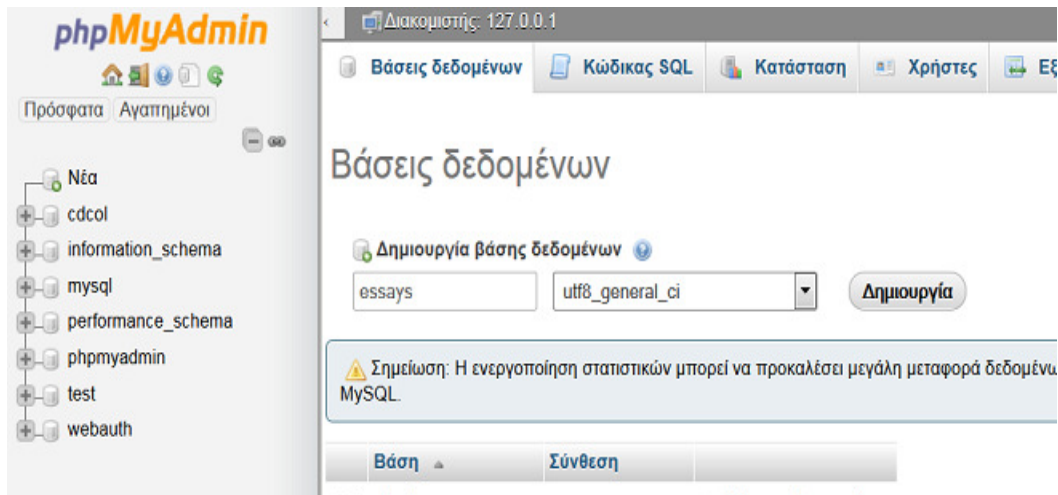 phpMyAdmin
Πρόσφατα Αγαπημένοι
Νέα
cdcol
information_schema
mysql
performance_schema
phpmyadmin
test
webauth
Διακομιστής: 127.0.0.1
Βάσεις δεδομένων Κώδικας SQL Κατάσταση Χρήστες Εξ
Βάσεις δεδομένων
Δημιουργία βάσης δεδομένων
essays utf8_general_ci Δημιουργία
Σημείωση: Η ενεργοποίηση στατιστικών μπορεί να προκαλέσει μεγάλη μεταφορά δεδομένω
MySQL.
Βάση Σύνθεση